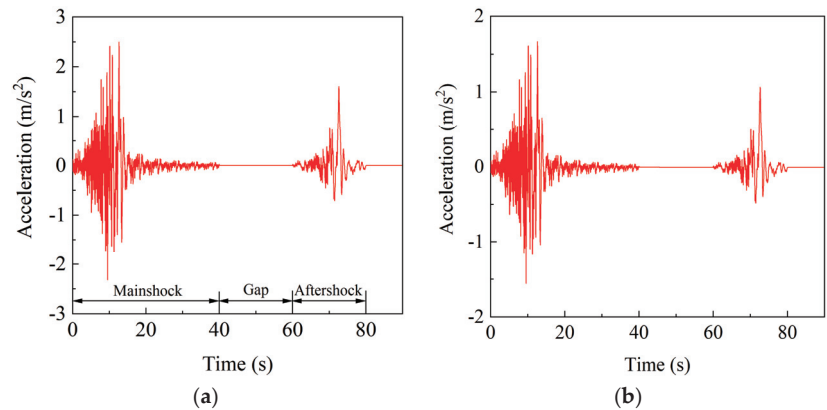 3
2
1
0
-1
-2
-3
Acceleration (m/s²)
Mainshock Gap Aftershock
0 20 40 60 80
Time (s)
(a)
2
1
0
-1
-2
Acceleration (m/s²)
0 20 40 60 80
Time (s)
(b)